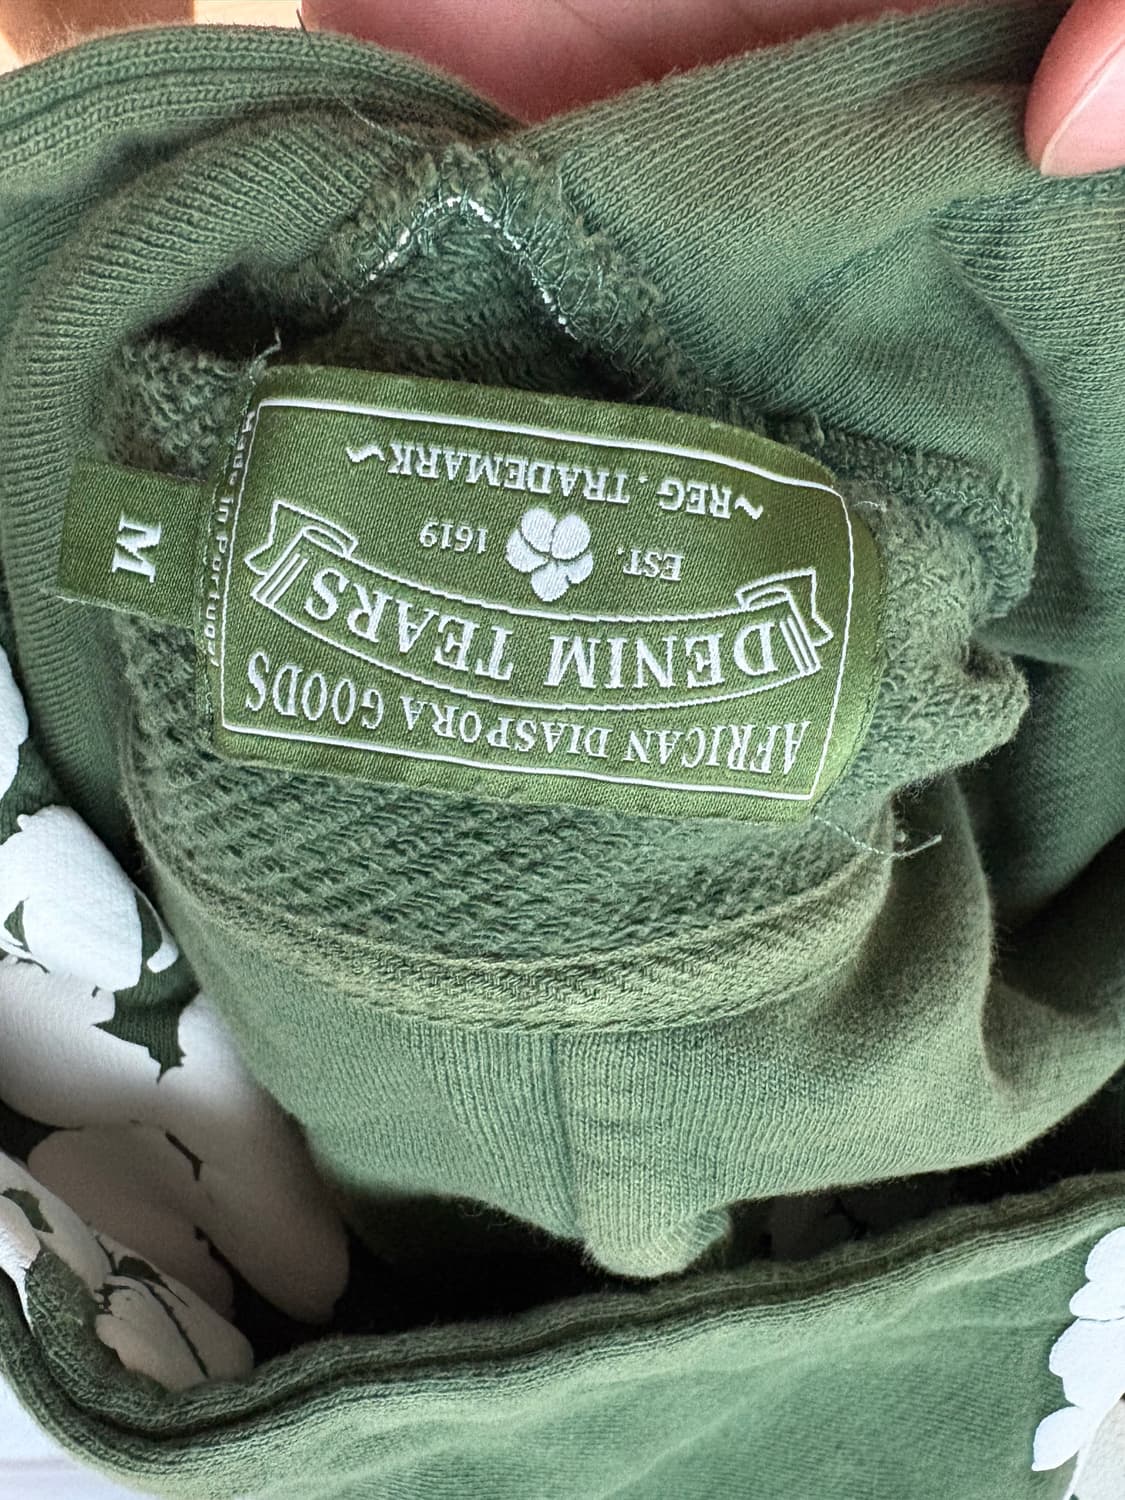 AFRICAN DIASPORA GOODS
DENIM TEARS
EST. 1619
~REG. TRADEMARK~
Made in Portugal
M